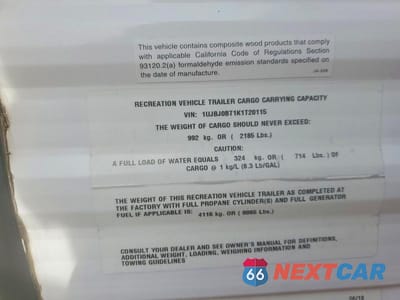 This vehicle contains composite wood products that comply
with applicable California Code of Regulations Section
93120.2(a) formaldehyde emission standards specified on
the date of manufacture.
RECREATION VEHICLE TRAILER CARGO CARRYING CAPACITY
VIN: 1UJBJ0BT1K1T20115
THE WEIGHT OF CARGO SHOULD NEVER EXCEED:
992 kg. OR ( 2185 Lbs.)
CAUTION:
A FULL LOAD OF WATER EQUALS 324 kg. OR ( 714 Lbs.) OF
CARGO @ 1 kg/L (8.3 Lb/GAL)
THE WEIGHT OF THIS RECREATION VEHICLE TRAILER AS COMPLETED AT
THE FACTORY WITH FULL PROPANE CYLINDER(S) AND FULL GENERATOR
FUEL IF APPLICABLE IS: 4116 kg. OR ( Lbs.)
CONSULT YOUR DEALER AND SEE OWNER'S MANUAL FOR DEFINITIONS,
ADDITIONAL WEIGHT, LOADING, WEIGHING INFORMATION AND
TOWING GUIDELINES
66 NEXTCAR